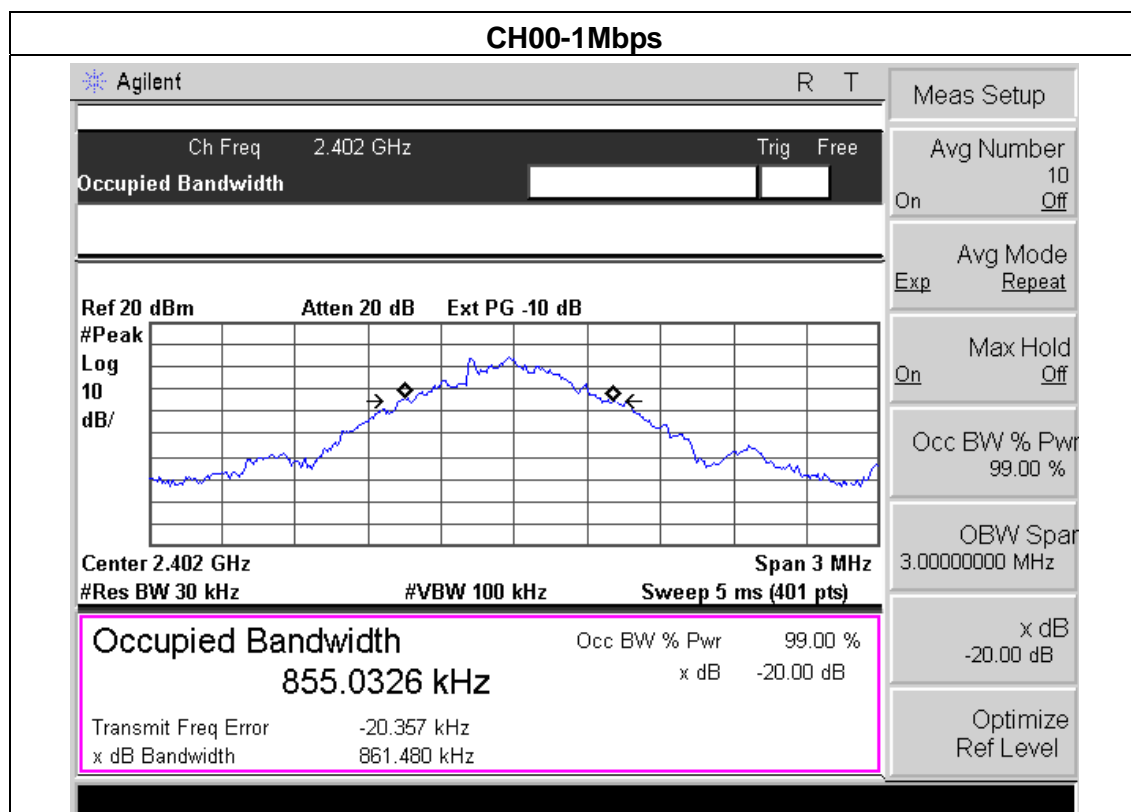 CH00-1Mbps
Agilent R T
Ch Freq 2.402 GHz Trig Free
Occupied Bandwidth
Ref 20 dBm Atten 20 dB Ext PG -10 dB
#Peak
Log
10
dB/
Center 2.402 GHz Span 3 MHz
#Res BW 30 kHz #VBW 100 kHz Sweep 5 ms (401 pts)
Occupied Bandwidth Occ BW % Pwr 99.00 %
855.0326 kHz x dB -20.00 dB
Transmit Freq Error -20.357 kHz
x dB Bandwidth 861.480 kHz
Meas Setup
Avg Number
10
On Off
Avg Mode
Exp Repeat
Max Hold
On Off
Occ BW % Pwr
99.00 %
OBW Span
3.00000000 MHz
x dB
-20.00 dB
Optimize
Ref Level